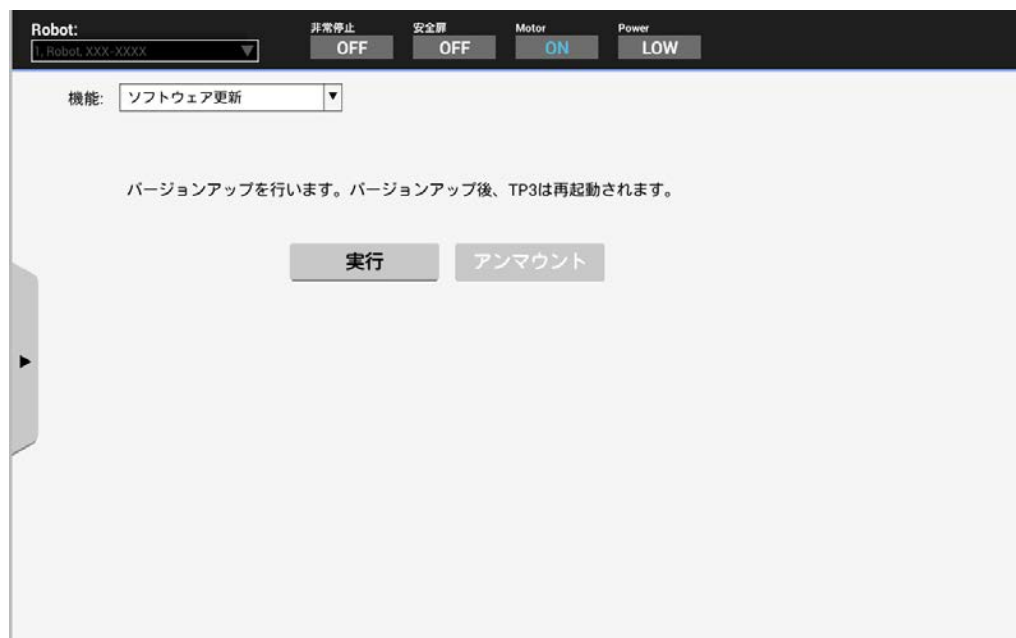 Robot:
1, Robot, XXX-XXXX
非常停止
OFF
安全扉
OFF
Motor
ON
Power
LOW
機能:
ソフトウェア更新
バージョンアップを行います。バージョンアップ後、TP3は再起動されます。
実行
アンマウント